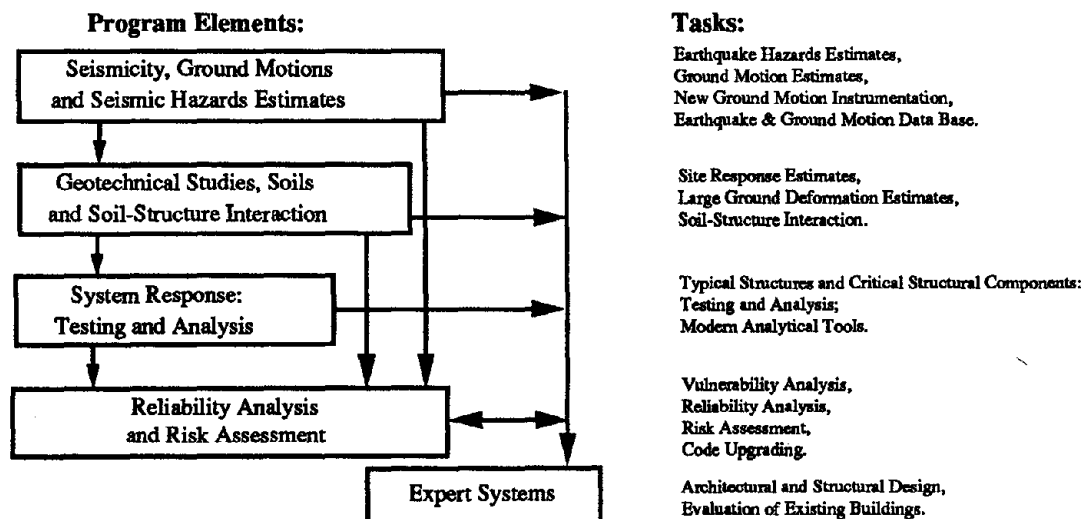 Program Elements:
Seismicity, Ground Motions
and Seismic Hazards Estimates
Geotechnical Studies, Soils
and Soil-Structure Interaction
System Response:
Testing and Analysis
Reliability Analysis
and Risk Assessment
Expert Systems
Tasks:
Earthquake Hazards Estimates,
Ground Motion Estimates,
New Ground Motion Instrumentation,
Earthquake & Ground Motion Data Base.
Site Response Estimates,
Large Ground Deformation Estimates,
Soil-Structure Interaction.
Typical Structures and Critical Structural Components:
Testing and Analysis;
Modern Analytical Tools.
Vulnerability Analysis,
Reliability Analysis,
Risk Assessment,
Code Upgrading.
Architectural and Structural Design,
Evaluation of Existing Buildings.